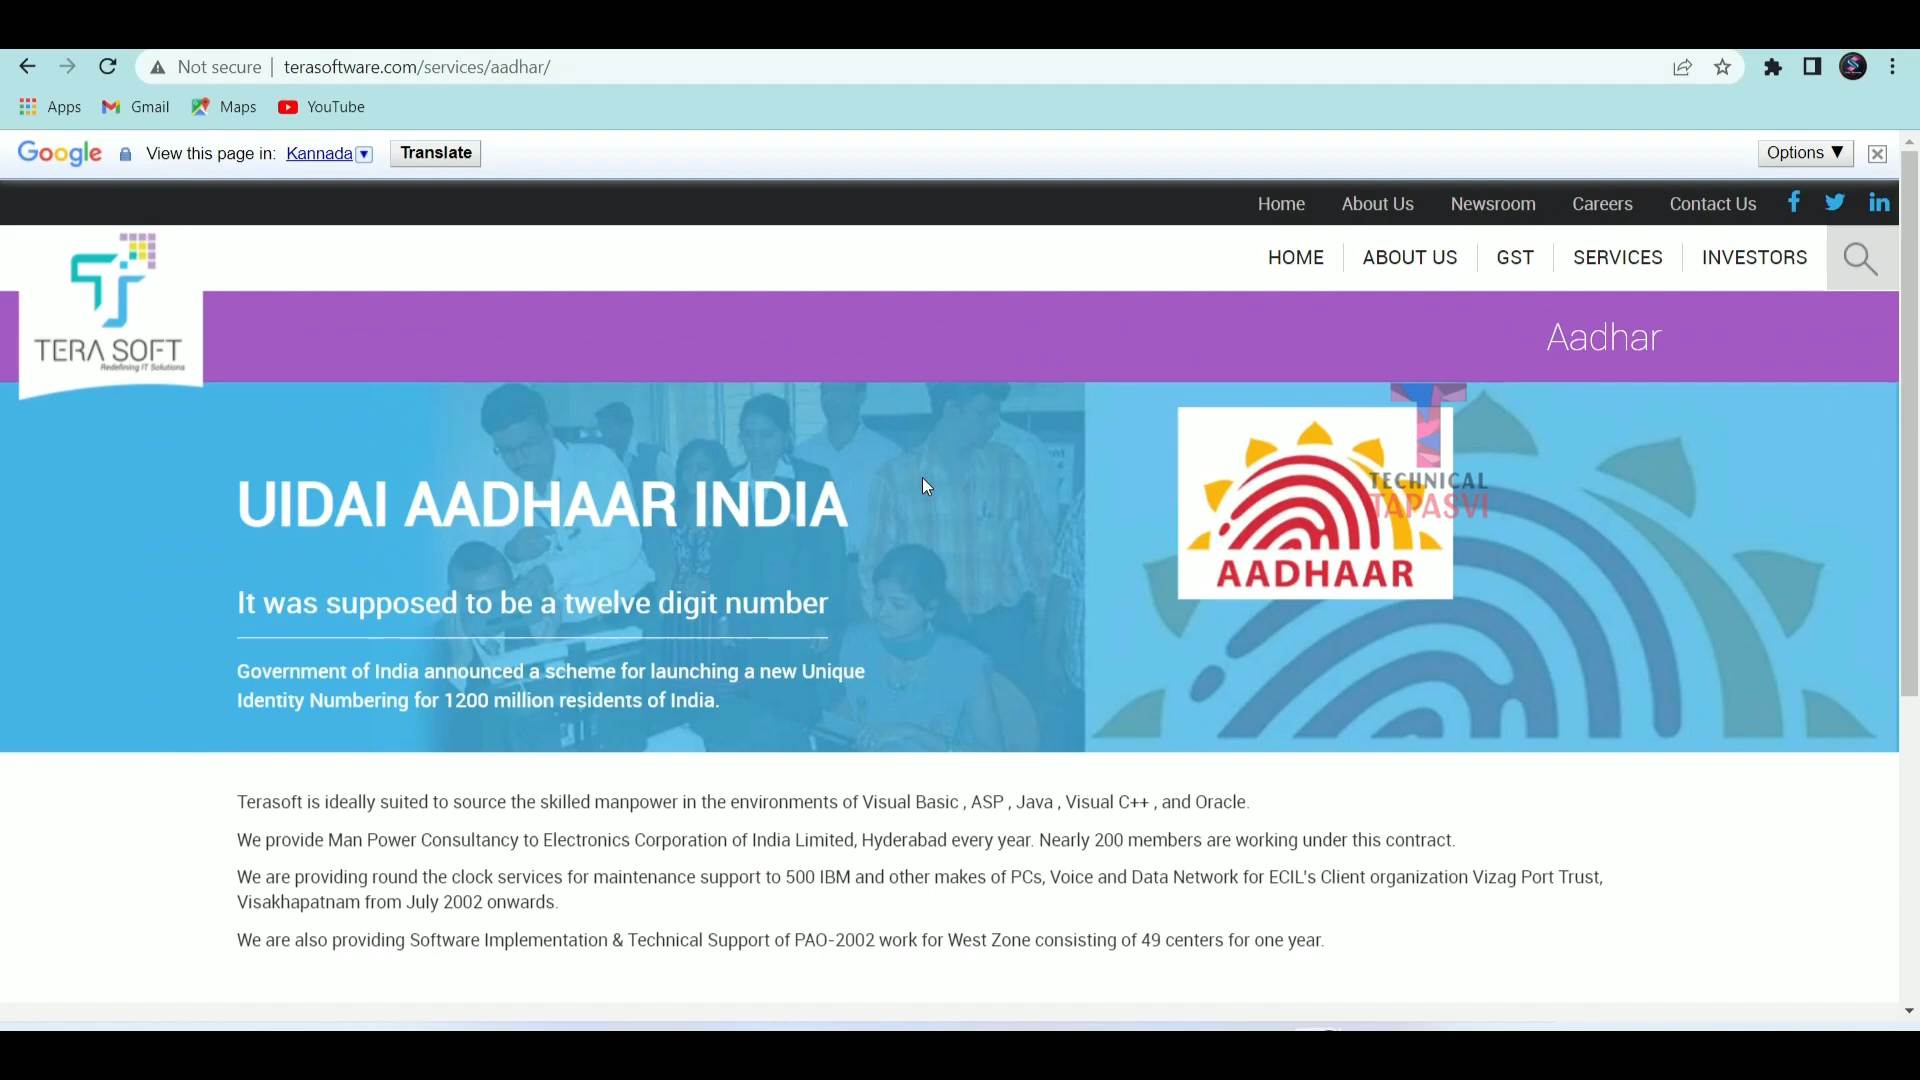 Not secure | terasoftware.com/services/aadhar/
Apps Gmail Maps YouTube
Google View this page in: Kannada Translate Options
Home About Us Newsroom Careers Contact Us
HOME ABOUT US GST SERVICES INVESTORS
TERA SOFT
Redefining IT Solutions
Aadhar
UIDAI AADHAAR INDIA
It was supposed to be a twelve digit number
Government of India announced a scheme for launching a new Unique
Identity Numbering for 1200 million residents of India.
AADHAAR
TECHNICAL
TAPASVI
Terasoft is ideally suited to source the skilled manpower in the environments of Visual Basic , ASP , Java , Visual C++ , and Oracle.
We provide Man Power Consultancy to Electronics Corporation of India Limited, Hyderabad every year. Nearly 200 members are working under this contract.
We are providing round the clock services for maintenance support to 500 IBM and other makes of PCs, Voice and Data Network for ECIL's Client organization Vizag Port Trust,
Visakhapatnam from July 2002 onwards.
We are also providing Software Implementation & Technical Support of PAO-2002 work for West Zone consisting of 49 centers for one year.